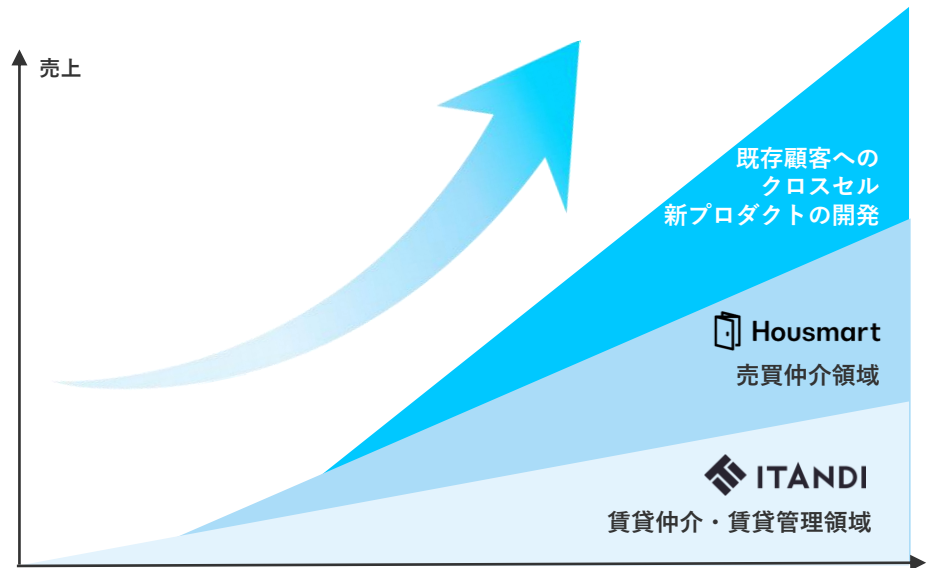 売上
既存顧客への
クロスセル
新プロダクトの開発
Housmart
売買仲介領域
ITANDI
賃貸仲介・賃貸管理領域